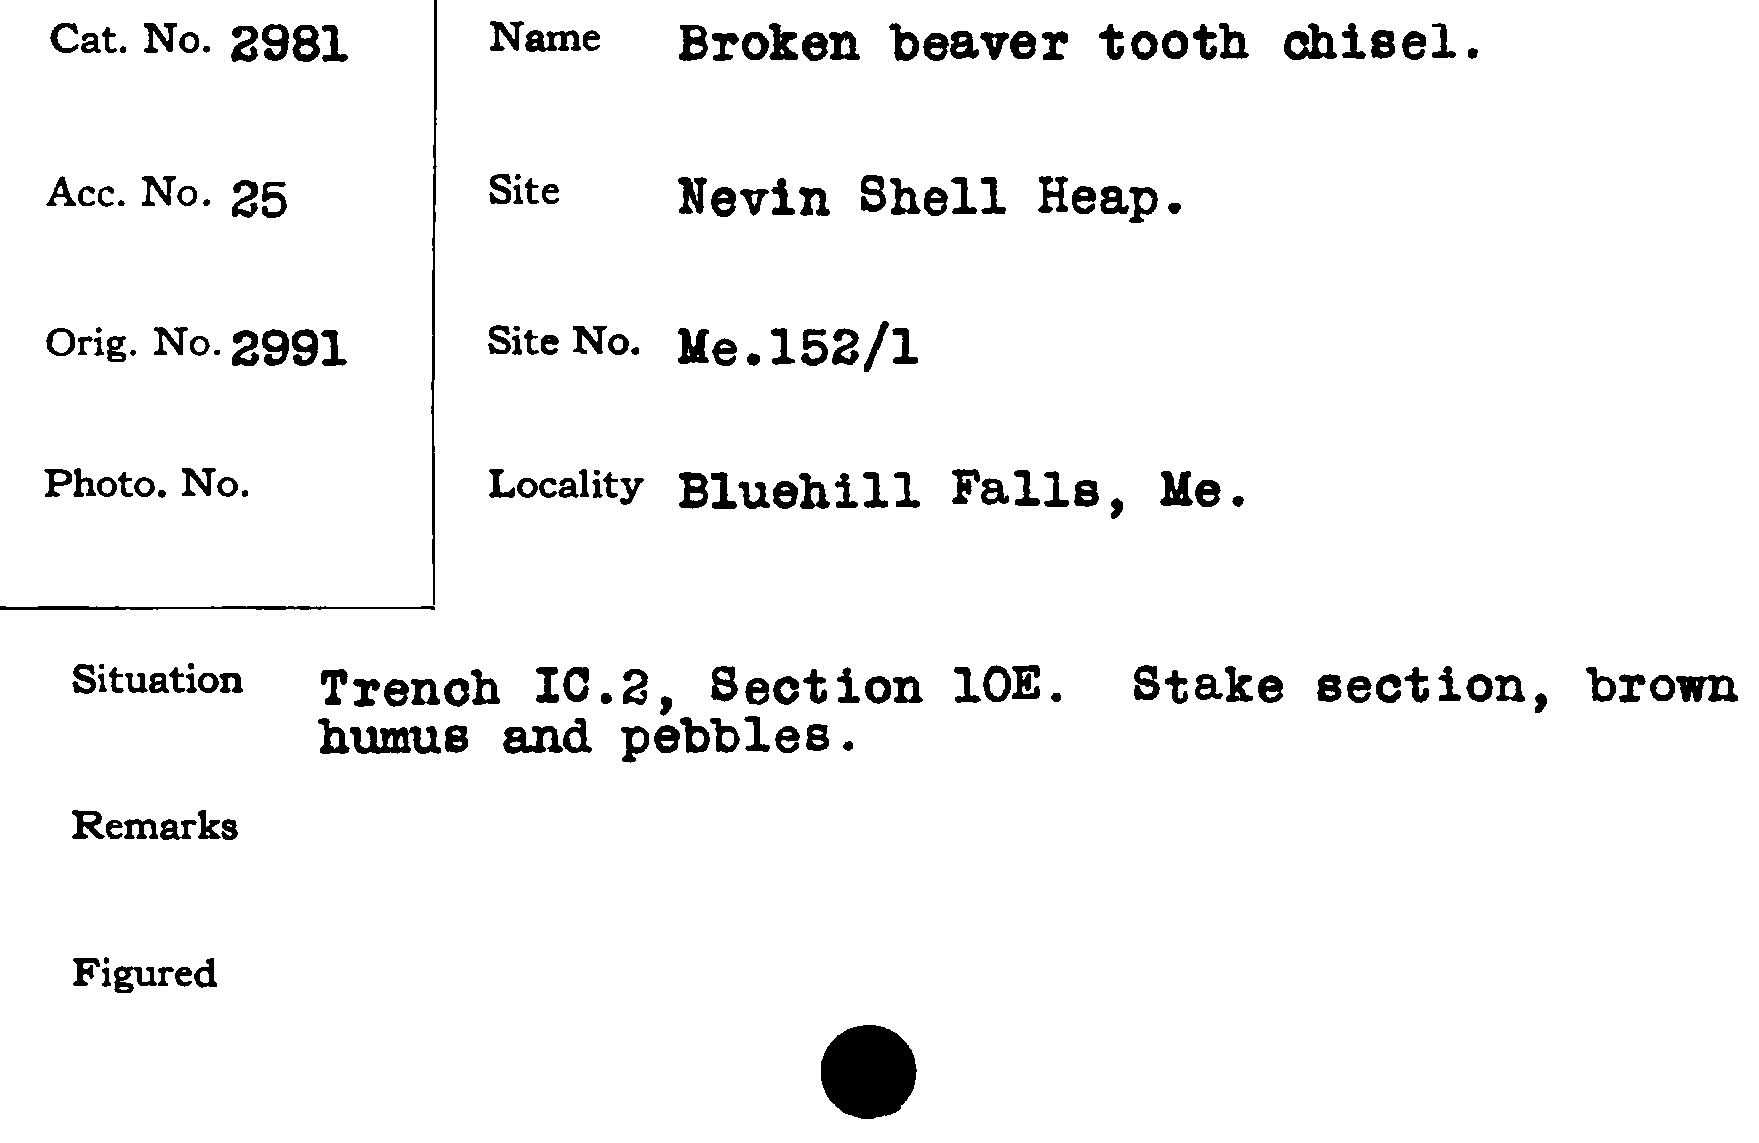 Cat. No. 2981
Name Broken beaver tooth chisel.
Acc. No. 25
Site Nevin Shell Heap.
Orig. No. 2991
Site No. Me.152/1
Photo. No.
Locality Bluehill Falls, Me.
Situation Trench IC.2, Section 10E. Stake section, brown
humus and pebbles.
Remarks
Figured